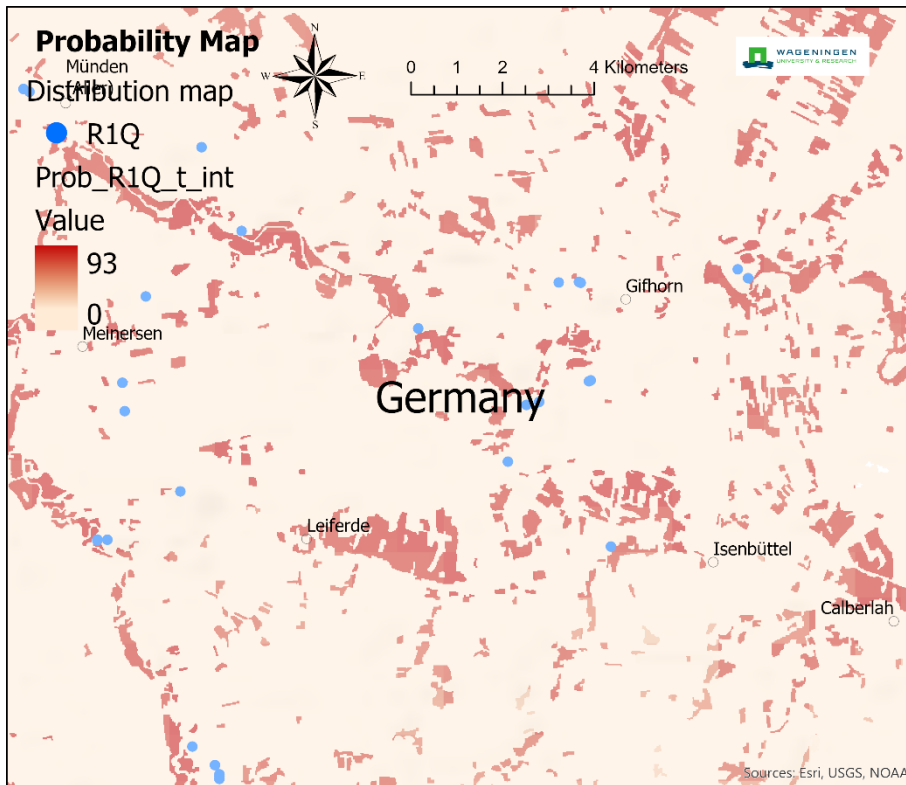 Probability Map
Münden
(Aller)
Distribution map
R1Q
Prob_R1Q_t_int
Value
93
0
N
W
E
S
0 1 2 4 Kilometers
WAGENINGEN
UNIVERSITY & RESEARCH
Gifhorn
Meinersen
Germany
Leiferde
Isenbüttel
Calberlah
Sources: Esri, USGS, NOAA